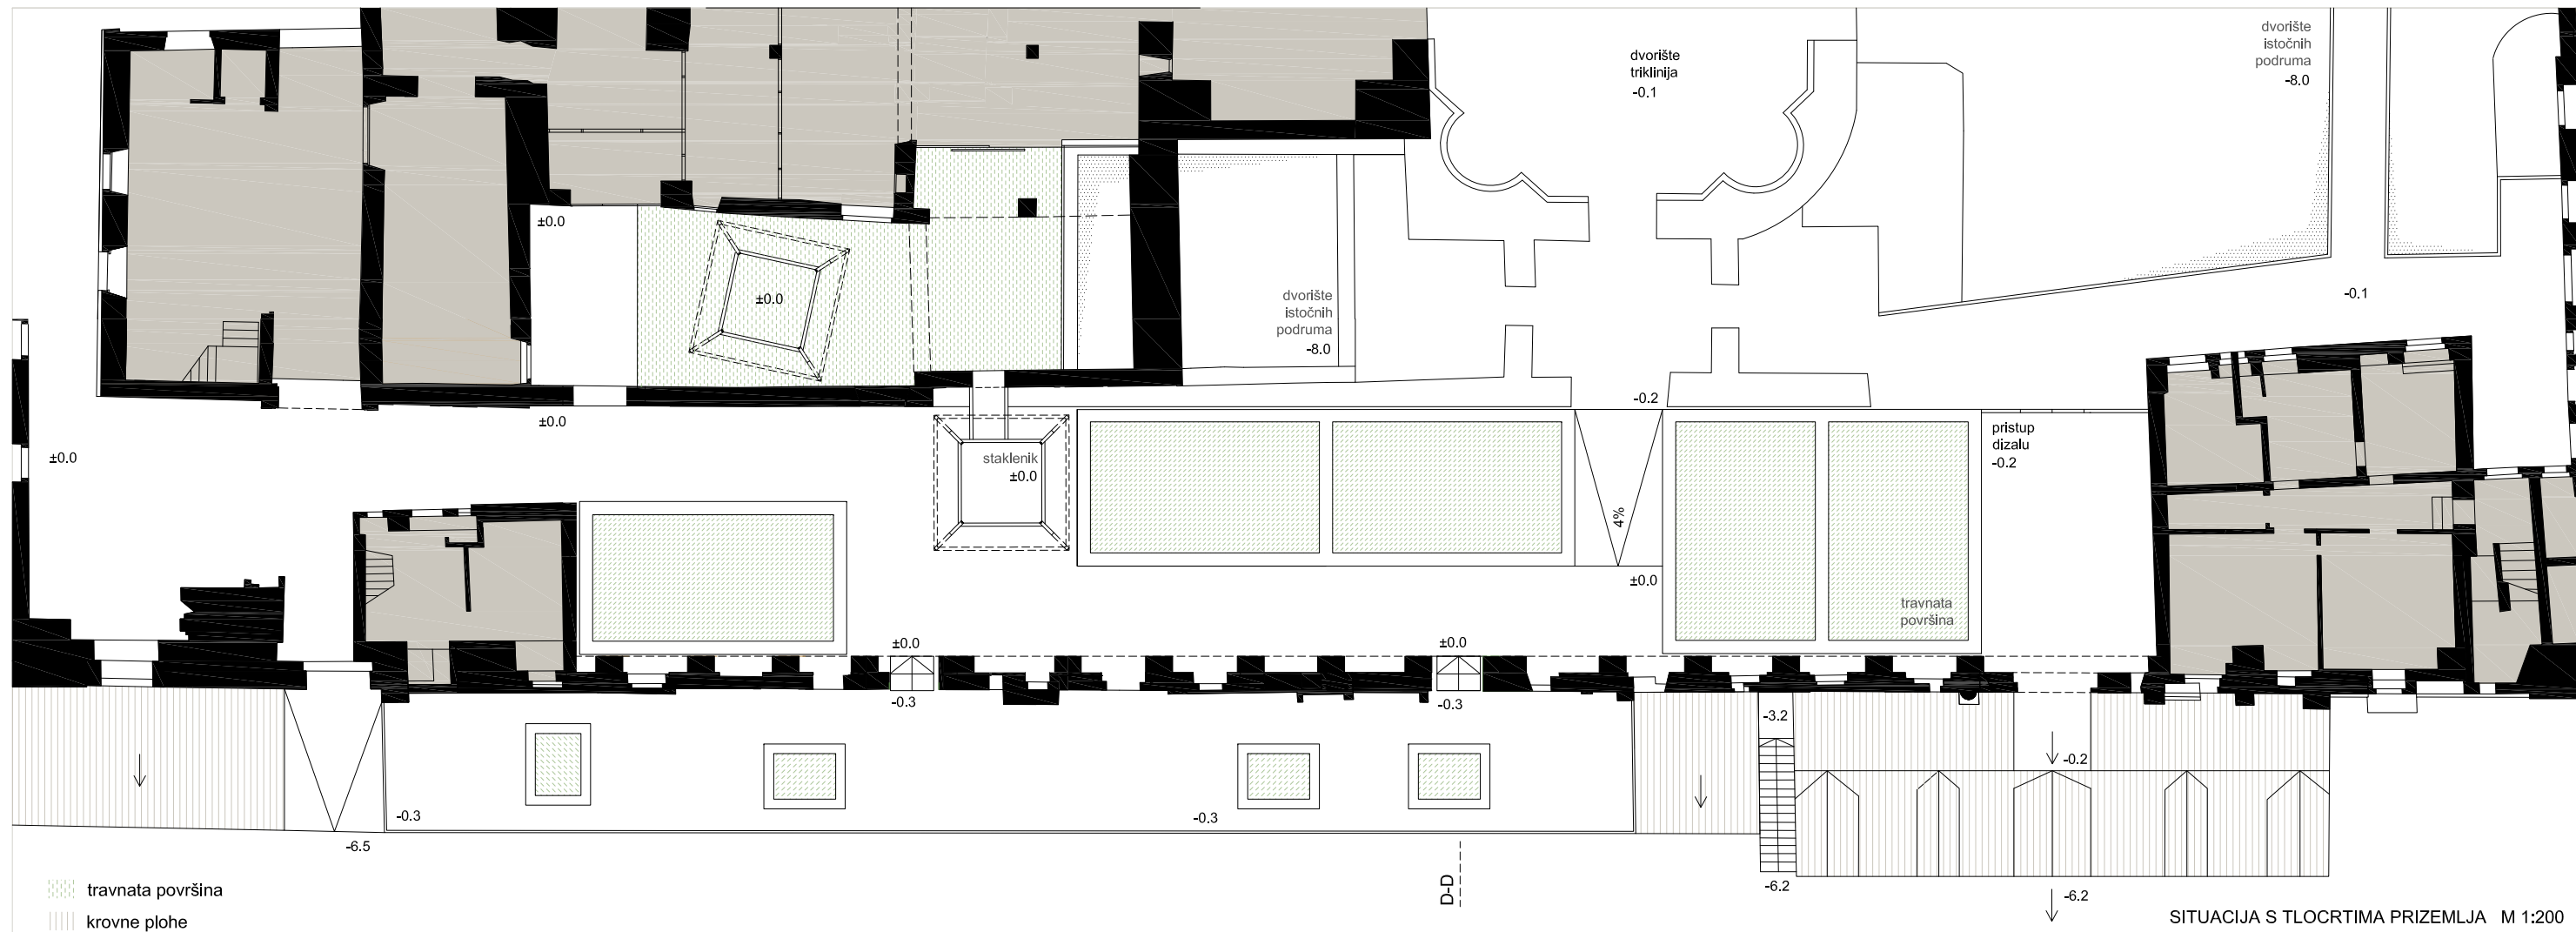 dvorište
triklinija
-0.1
dvorište
istočnih
podruma
-8.0
±0.0
±0.0
dvorište
istočnih
podruma
-8.0
-0.1
-0.2
±0.0
±0.0
staklenik
±0.0
pristup
dizalu
-0.2
4%
±0.0
travnata
površina
±0.0
±0.0
-0.3
-0.3
-3.2
-0.2
-0.3
-0.3
-6.5
-6.2
-6.2
D-D
travnata površina
krovne plohe
SITUACIJA S TLOCRTIMA PRIZEMLJA M 1:200